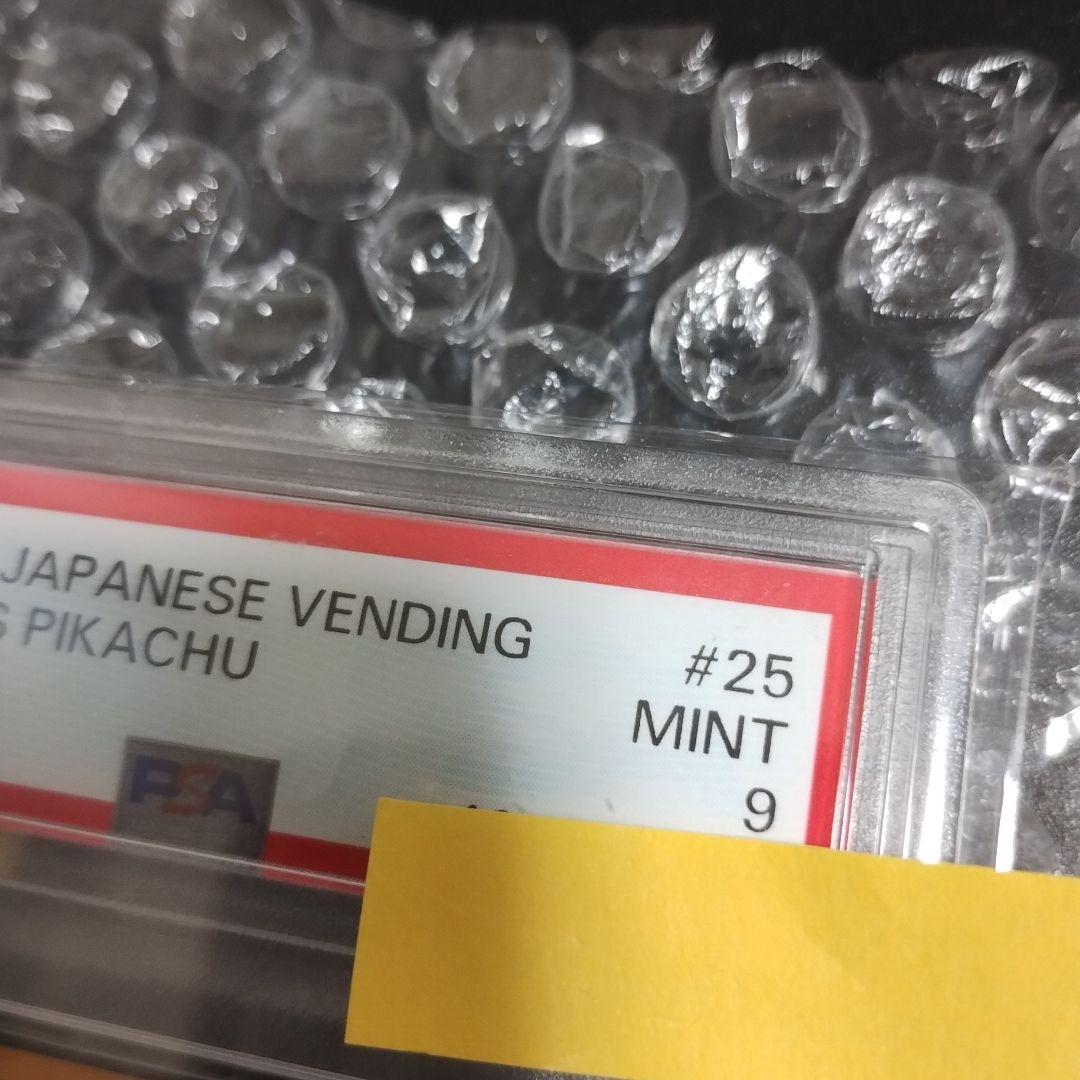 JAPANESE VENDING
#25
S PIKACHU
MINT
9
PSA